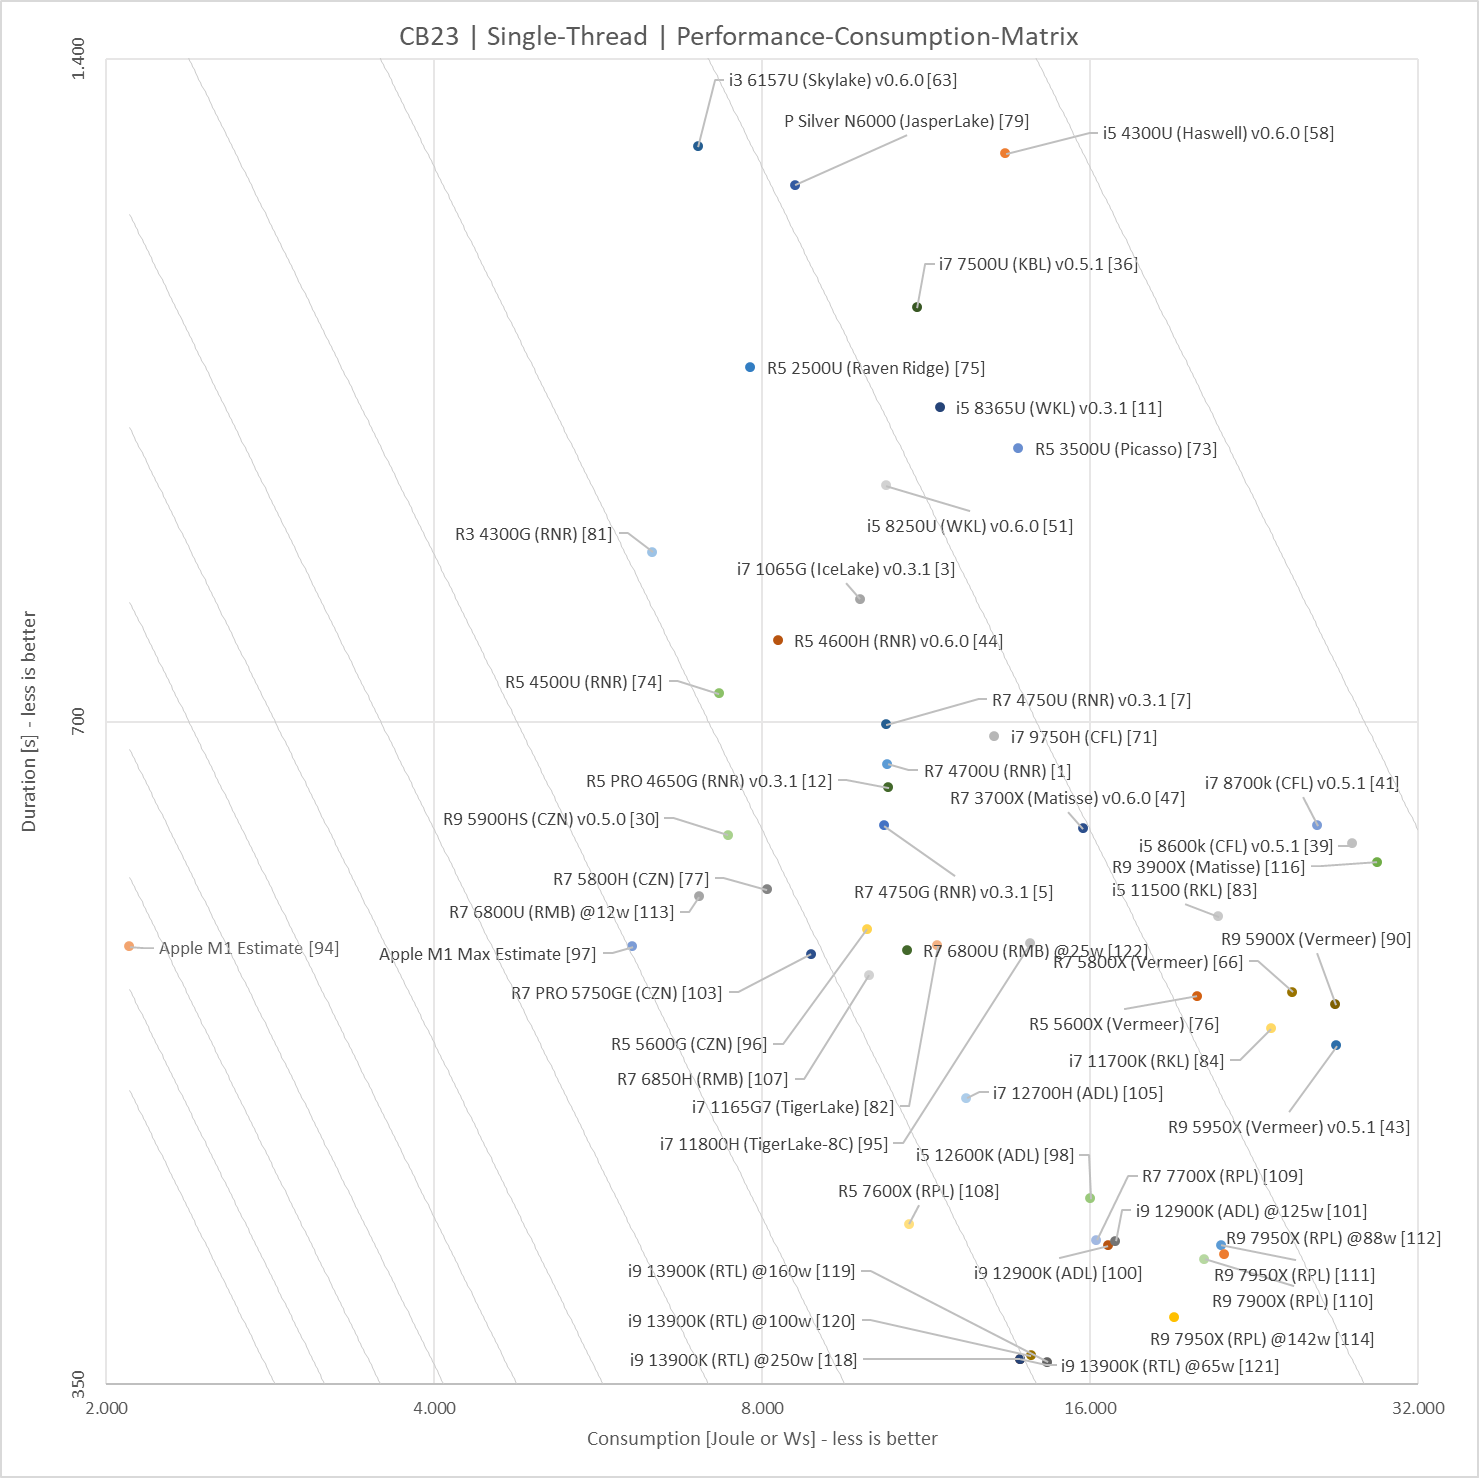 CB23 | Single-Thread | Performance-Consumption-Matrix
1.400
i3 6157U (Skylake) v0.6.0 [63]
P Silver N6000 (JasperLake) [79]
i5 4300U (Haswell) v0.6.0 [58]
i7 7500U (KBL) v0.5.1 [36]
R5 2500U (Raven Ridge) [75]
i5 8365U (WKL) v0.3.1 [11]
R5 3500U (Picasso) [73]
i5 8250U (WKL) v0.6.0 [51]
R3 4300G (RNR) [81]
i7 1065G (IceLake) v0.3.1 [3]
R5 4600H (RNR) v0.6.0 [44]
R5 4500U (RNR) [74]
R7 4750U (RNR) v0.3.1 [7]
700
i7 9750H (CFL) [71]
Duration [s] - less is better
R7 4700U (RNR) [1]
R5 PRO 4650G (RNR) v0.3.1 [12]
i7 8700k (CFL) v0.5.1 [41]
R7 3700X (Matisse) v0.6.0 [47]
R9 5900HS (CZN) v0.5.0 [30]
i5 8600k (CFL) v0.5.1 [39]
R9 3900X (Matisse) [116]
R7 5800H (CZN) [77]
R7 4750G (RNR) v0.3.1 [5]
i5 11500 (RKL) [83]
R7 6800U (RMB) @12w [113]
R9 5900X (Vermeer) [90]
Apple M1 Estimate [94]
Apple M1 Max Estimate [97]
R7 6800U (RMB) @25w [122]
R7 5800X (Vermeer) [66]
R7 PRO 5750GE (CZN) [103]
R5 5600X (Vermeer) [76]
R5 5600G (CZN) [96]
i7 11700K (RKL) [84]
R7 6850H (RMB) [107]
i7 12700H (ADL) [105]
i7 1165G7 (TigerLake) [82]
R9 5950X (Vermeer) v0.5.1 [43]
i7 11800H (TigerLake-8C) [95]
i5 12600K (ADL) [98]
R7 7700X (RPL) [109]
R5 7600X (RPL) [108]
i9 12900K (ADL) @125w [101]
R9 7950X (RPL) @88w [112]
i9 13900K (RTL) @160w [119]
i9 12900K (ADL) [100]
R9 7950X (RPL) [111]
R9 7900X (RPL) [110]
i9 13900K (RTL) @100w [120]
R9 7950X (RPL) @142w [114]
i9 13900K (RTL) @250w [118]
i9 13900K (RTL) @65w [121]
350
2.000
4.000
8.000
16.000
32.000
Consumption [Joule or Ws] - less is better